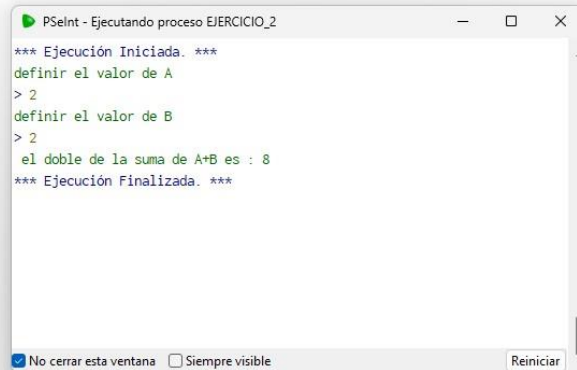 PSeInt - Ejecutando proceso EJERCICIO_2
*** Ejecución Iniciada. ***
definir el valor de A
> 2
definir el valor de B
> 2
el doble de la suma de A+B es : 8
*** Ejecución Finalizada. ***
No cerrar esta ventana Siempre visible Reiniciar